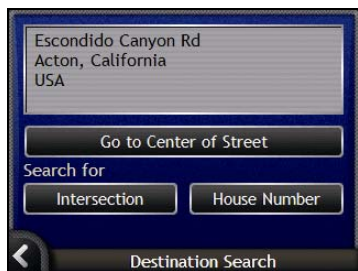 Escondido Canyon Rd
Acton, California
USA
Go to Center of Street
Search for
Intersection House Number
Destination Search